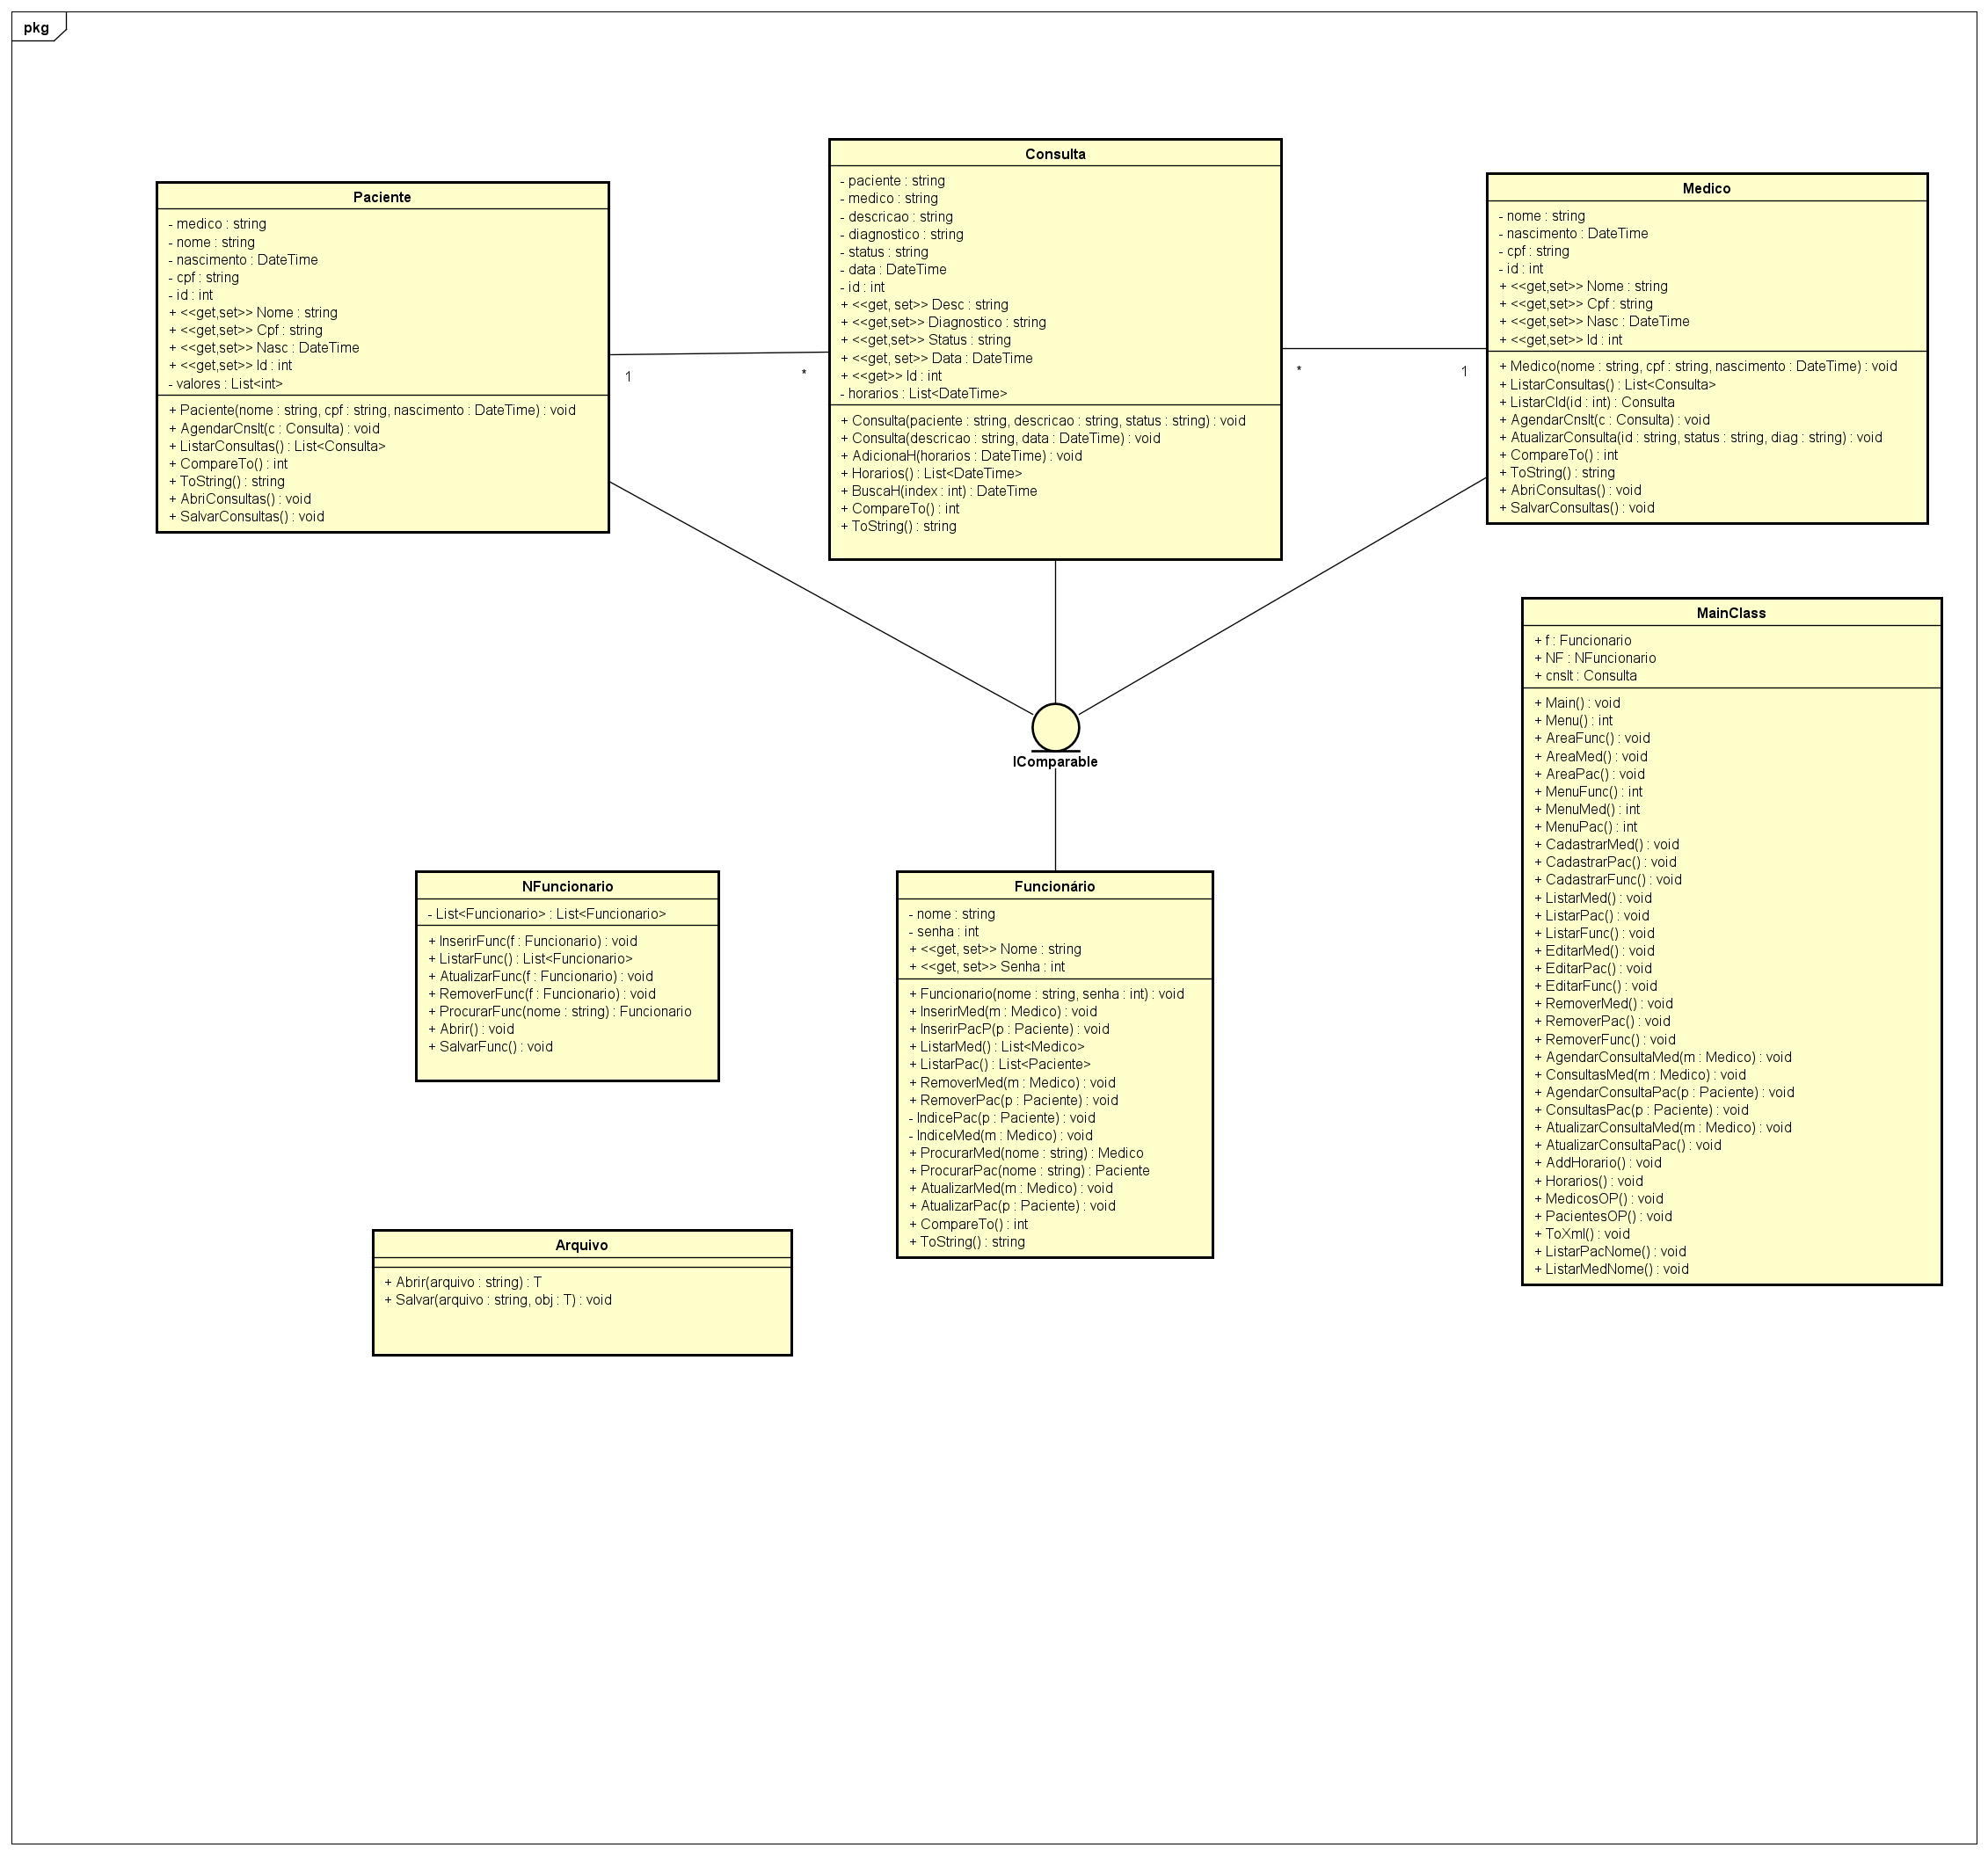 pkg
Paciente
- medico : string
- nome : string
- nascimento : DateTime
- cpf : string
- id : int
+ <<get,set>> Nome : string
+ <<get,set>> Cpf : string
+ <<get,set>> Nasc : DateTime
+ <<get,set>> Id : int
- valores : List<int>
+ Paciente(nome : string, cpf : string, nascimento : DateTime) : void
+ AgendarCnslt(c : Consulta) : void
+ ListarConsultas() : List<Consulta>
+ CompareTo() : int
+ ToString() : string
+ AbriConsultas() : void
+ SalvarConsultas() : void
1
*
Consulta
- paciente : string
- medico : string
- descricao : string
- diagnostico : string
- status : string
- data : DateTime
- id : int
+ <<get, set>> Desc : string
+ <<get,set>> Diagnostico : string
+ <<get,set>> Status : string
+ <<get, set>> Data : DateTime
+ <<get>> Id : int
- horarios : List<DateTime>
+ Consulta(paciente : string, descricao : string, status : string) : void
+ Consulta(descricao : string, data : DateTime) : void
+ AdicionaH(horarios : DateTime) : void
+ Horarios() : List<DateTime>
+ BuscaH(index : int) : DateTime
+ CompareTo() : int
+ ToString() : string
*
1
Medico
- nome : string
- nascimento : DateTime
- cpf : string
- id : int
+ <<get,set>> Nome : string
+ <<get,set>> Cpf : string
+ <<get,set>> Nasc : DateTime
+ <<get,set>> Id : int
+ Medico(nome : string, cpf : string, nascimento : DateTime) : void
+ ListarConsultas() : List<Consulta>
+ ListarCId(id : int) : Consulta
+ AgendarCnslt(c : Consulta) : void
+ AtualizarConsulta(id : string, status : string, diag : string) : void
+ CompareTo() : int
+ ToString() : string
+ AbriConsultas() : void
+ SalvarConsultas() : void
IComparable
MainClass
+ f : Funcionario
+ NF : NFuncionario
+ cnslt : Consulta
+ Main() : void
+ Menu() : int
+ AreaFunc() : void
+ AreaMed() : void
+ AreaPac() : void
+ MenuFunc() : int
+ MenuMed() : int
+ MenuPac() : int
+ CadastrarMed() : void
+ CadastrarPac() : void
+ CadastrarFunc() : void
+ ListarMed() : void
+ ListarPac() : void
+ ListarFunc() : void
+ EditarMed() : void
+ EditarPac() : void
+ EditarFunc() : void
+ RemoverMed() : void
+ RemoverPac() : void
+ RemoverFunc() : void
+ AgendarConsultaMed(m : Medico) : void
+ ConsultasMed(m : Medico) : void
+ AgendarConsultaPac(p : Paciente) : void
+ ConsultasPac(p : Paciente) : void
+ AtualizarConsultaMed(m : Medico) : void
+ AtualizarConsultaPac() : void
+ AddHorario() : void
+ Horarios() : void
+ MedicosOP() : void
+ PacientesOP() : void
+ ToXml() : void
+ ListarPacNome() : void
+ ListarMedNome() : void
NFuncionario
- List<Funcionario> : List<Funcionario>
+ InserirFunc(f : Funcionario) : void
+ ListarFunc() : List<Funcionario>
+ AtualizarFunc(f : Funcionario) : void
+ RemoverFunc(f : Funcionario) : void
+ ProcurarFunc(nome : string) : Funcionario
+ Abrir() : void
+ SalvarFunc() : void
Funcionário
- nome : string
- senha : int
+ <<get, set>> Nome : string
+ <<get, set>> Senha : int
+ Funcionario(nome : string, senha : int) : void
+ InserirMed(m : Medico) : void
+ InserirPacP(p : Paciente) : void
+ ListarMed() : List<Medico>
+ ListarPac() : List<Paciente>
+ RemoverMed(m : Medico) : void
+ RemoverPac(p : Paciente) : void
- IndicePac(p : Paciente) : void
- IndiceMed(m : Medico) : void
+ ProcurarMed(nome : string) : Medico
+ ProcurarPac(nome : string) : Paciente
+ AtualizarMed(m : Medico) : void
+ AtualizarPac(p : Paciente) : void
+ CompareTo() : int
+ ToString() : string
Arquivo
+ Abrir(arquivo : string) : T
+ Salvar(arquivo : string, obj : T) : void